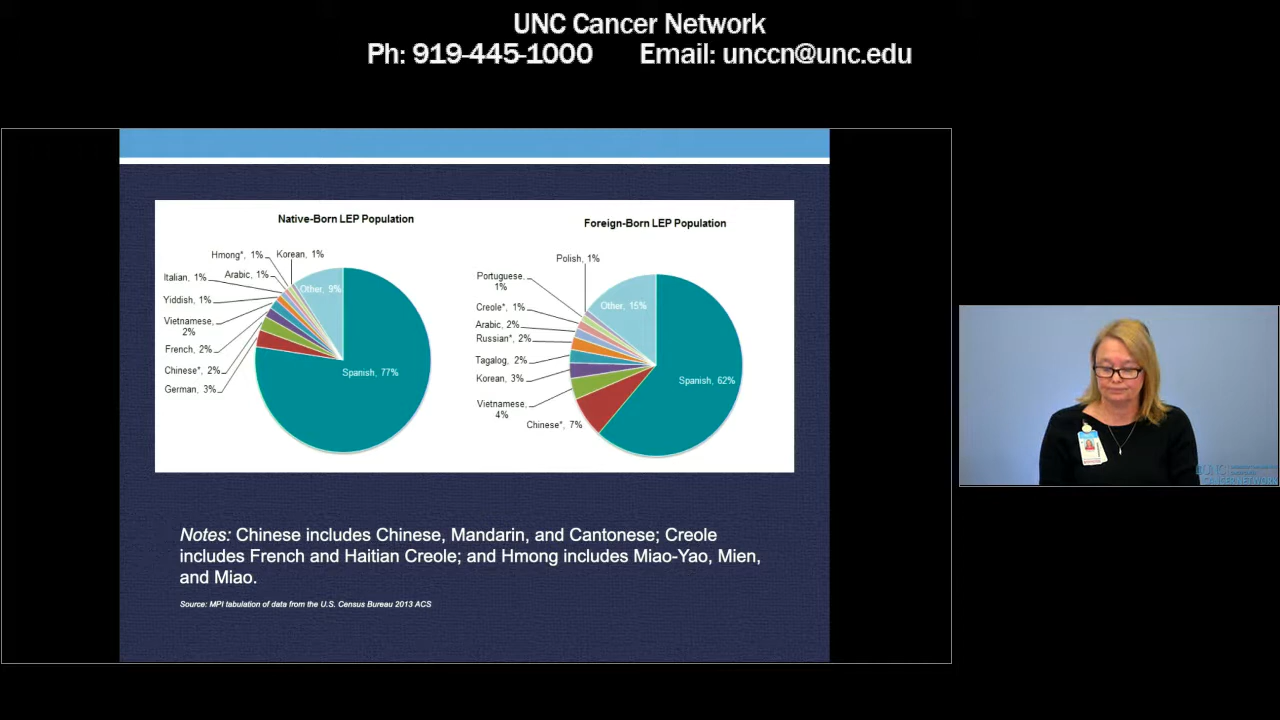 UNC Cancer Network
Ph: 919-445-1000 Email: unccn@unc.edu
Native-Born LEP Population
Hmong*, 1%
Korean, 1%
Italian, 1%
Arabic, 1%
Other, 9%
Yiddish, 1%
Vietnamese,
2%
French, 2%
Chinese*, 2%
German, 3%
Spanish, 77%
Foreign-Born LEP Population
Polish, 1%
Portuguese,
1%
Other, 15%
Creole*, 1%
Arabic, 2%
Russian*, 2%
Tagalog, 2%
Korean, 3%
Spanish, 62%
Vietnamese,
4%
Chinese*, 7%
Notes: Chinese includes Chinese, Mandarin, and Cantonese; Creole
includes French and Haitian Creole; and Hmong includes Miao-Yao, Mien,
and Miao.
Source: MPI tabulation of data from the U.S. Census Bureau 2013 ACS
UNC
CANCER NETWORK